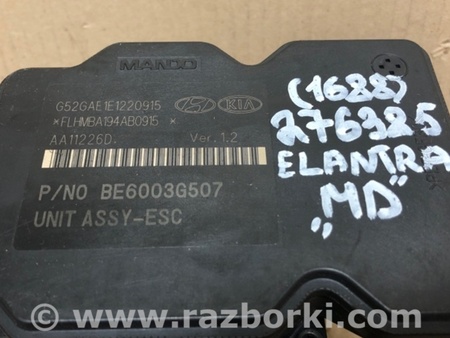 MANDO
G52GAE1E1220915
*FLHMBA194AB0915 *
KIA
AA11226D.
Ver. 1.2
P/NO BE6003G507
UNIT ASSY-ESC
(1688)
276325
ELANTRA
"MD"
www.razborki.com